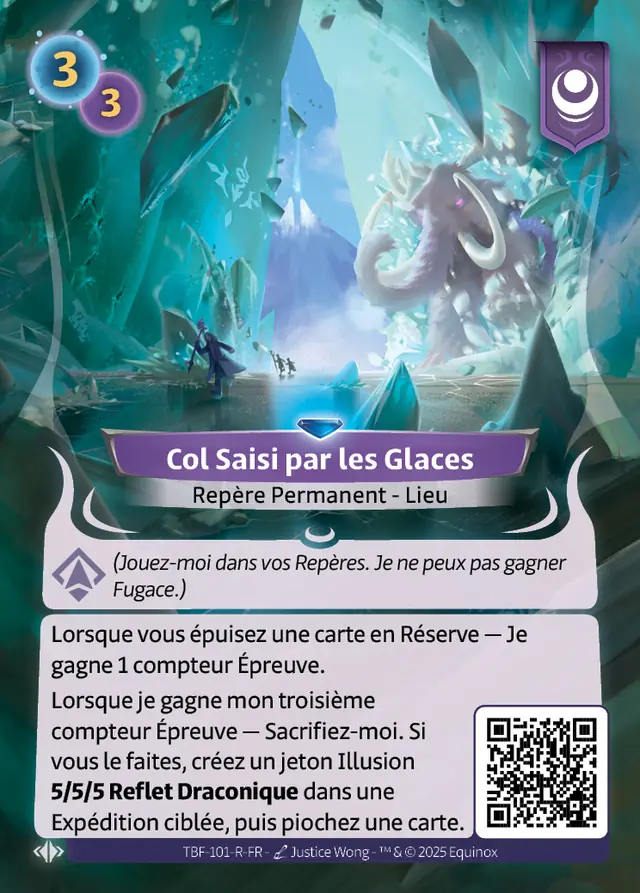 3
3
Col Saisi par les Glaces
Repère Permanent - Lieu
(Jouez-moi dans vos Repères. Je ne peux pas gagner
Fugace.)
Lorsque vous épuisez une carte en Réserve — Je
gagne 1 compteur Épreuve.
Lorsque je gagne mon troisième
compteur Épreuve — Sacrifiez-moi. Si
vous le faites, créez un jeton Illusion
5/5/5 Reflet Draconique dans une
Expédition ciblée, puis piochez une carte.
TBF-101-R-FR - Justice Wong - ™ & © 2025 Equinox